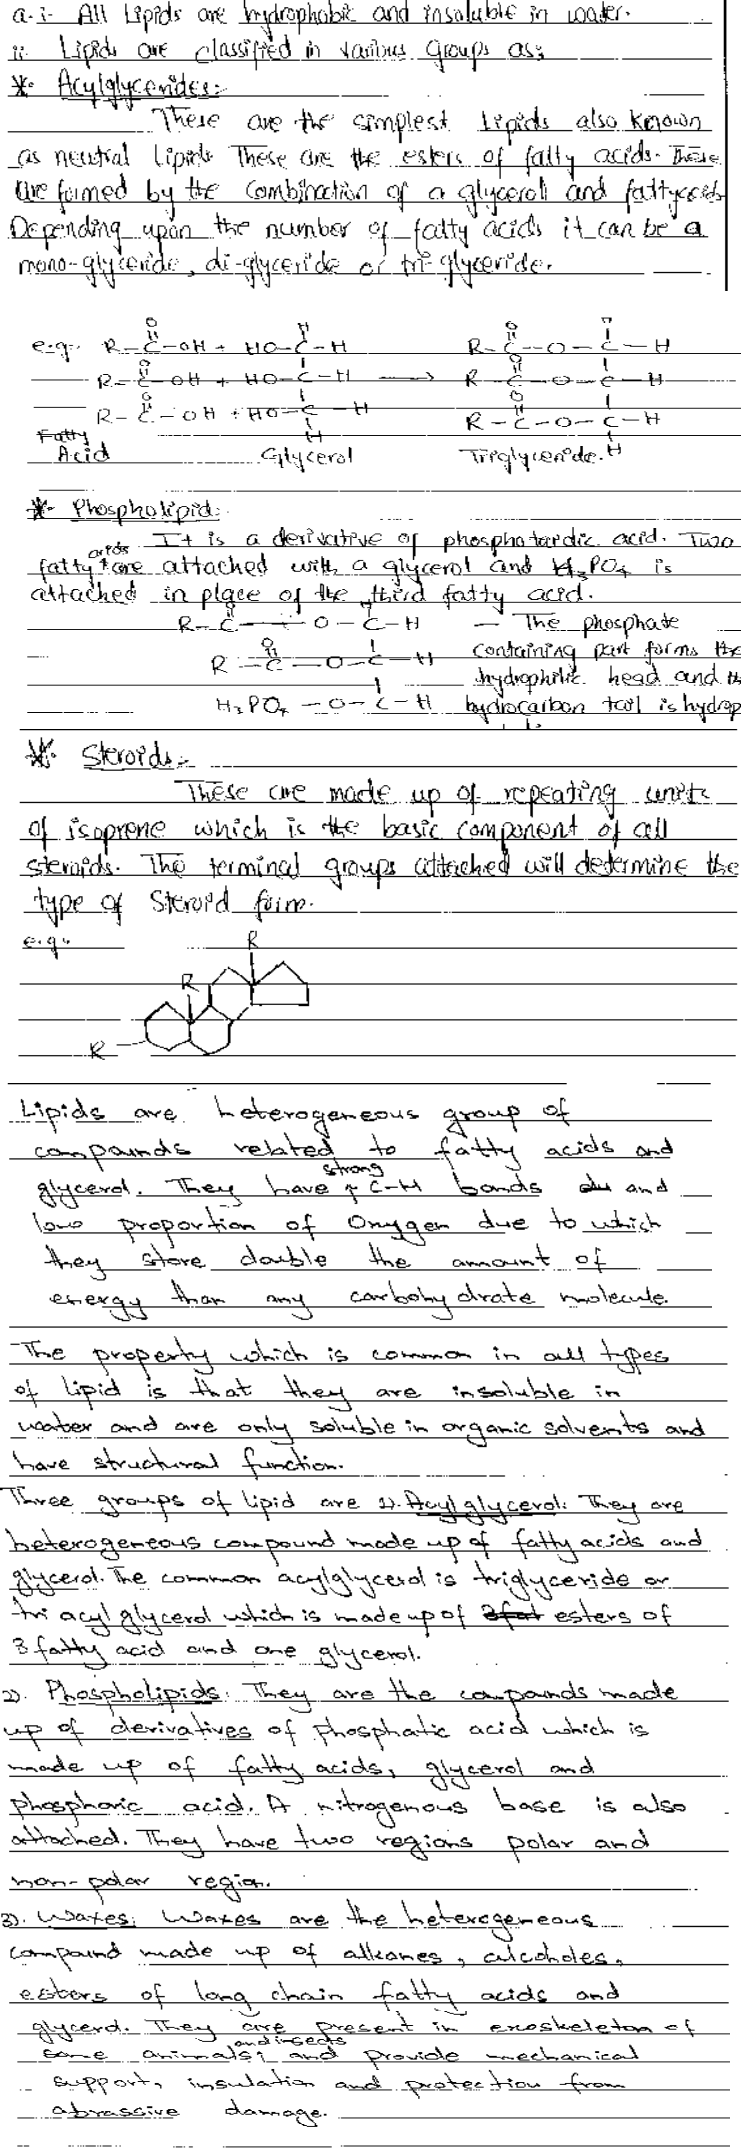 a. i- All Lipids are hydrophobic and insoluble in water.
ii Lipids are classified in various groups as;
*. Acylglycerides:-
These are the simplest lipids also known
as neutral lipids These are the esters of fatty acids. These
are formed by the combination of a glycerol and fattyacids
Depending upon the number of fatty acids it can be a
mono-glyceride, di-glyceride or tri-glyceride.
e.g. R-C-OH + HO-C-H R-C-O-C-H
R-C-OH + HO-C-H → R-C-O-C-H
R-C-OH + HO-C-H R-C-O-C-H
Fatty
Acid Glycerol Triglyceride.
*. Phospholipid:
It is a derivative of phosphotardic acid. Two
fatty acids are attached with a glycerol and H3PO4 is
attached in place of the third fatty acid.
R-C-O-C-H - The phosphate
R-C-O-C-H containing part forms the
hydrophilic head and th
H3PO4-O-C-H hydrocarbon tail is hydrop
*. Steroids:-
These are made up of repeating units
of isoprene which is the basic component of all
steroids. The terminal groups attached will determine the
type of Steroid form.
e.g.
R
R
R
Lipids are heterogeneous group of
compounds related to fatty acids and
glycerol. They have strong C-H bonds and
low proportion of Oxygen due to which
they store double the amount of
energy than any carbohydrate molecule.
The property which is common in all types
of lipid is that they are insoluble in
water and are only soluble in organic solvents and
have structural function.
Three groups of lipid are 1). Acylglycerol: They are
heterogeneous compound made up of fatty acids and
glycerol. The common acylglycerol is triglyceride or
tri acyl glycerol which is made up of esters of
3 fatty acid and one glycerol.
2). Phospholipids: They are the compounds made
up of derivatives of phosphatic acid which is
made up of fatty acids, glycerol and
phosphoric acid. A nitrogenous base is also
attached. They have two regions polar and
non-polar region.
3). Waxes: Waxes are the heterogeneous
compound made up of alkanes, alcoholes,
esters of long chain fatty acids and
glycerol. They are present in exoskeleton of
some animals and insects; and provide mechanical
support, insulation and protection from
abrassive damage.